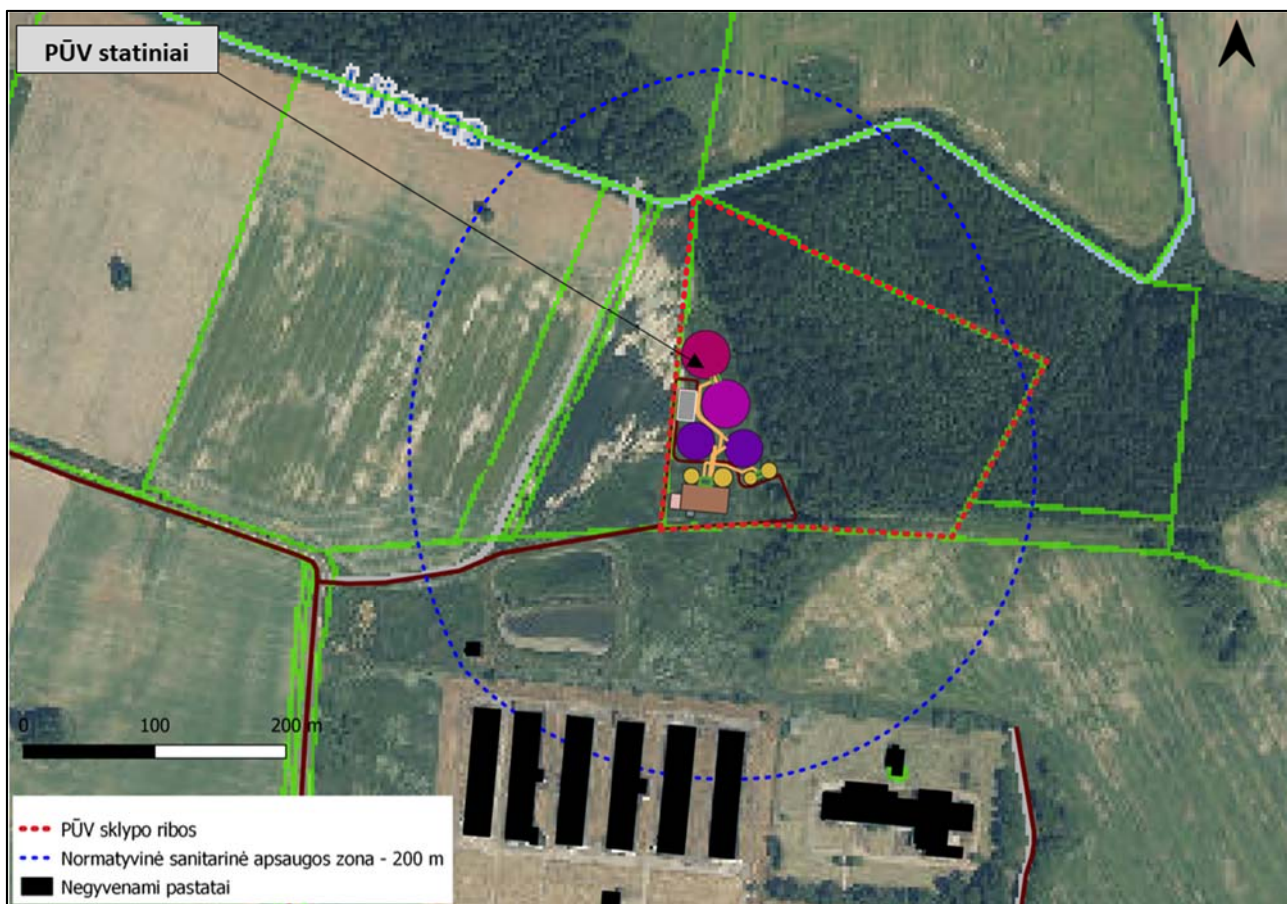 PŪV statiniai
Lijonas
0 100 200 m
PŪV sklypo ribos
Normatyvinė sanitarinė apsaugos zona - 200 m
Negyvenami pastatai